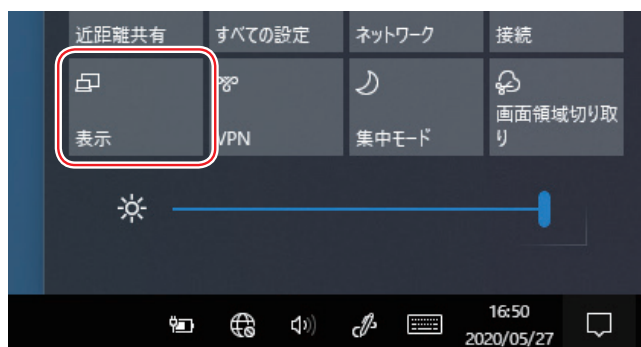 近距離共有 すべての設定 ネットワーク 接続
表示 VPN 集中モード 画面領域切り取
り
16:50
2020/05/27